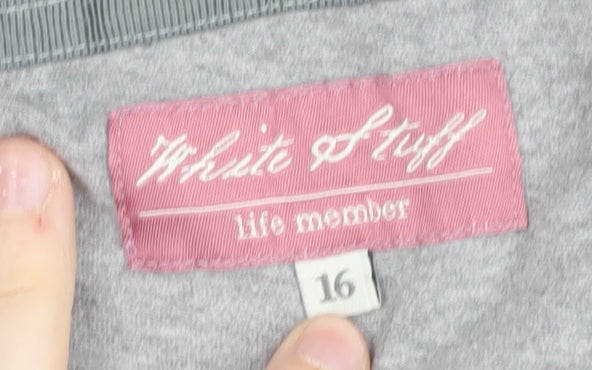 White Stuff
life member
16